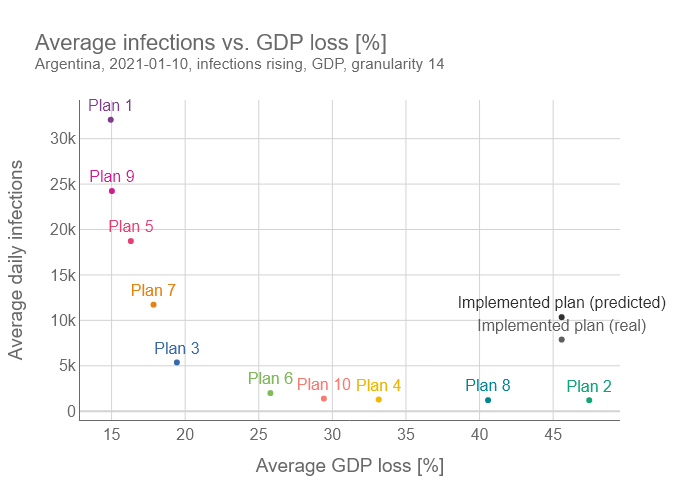 Average infections vs. GDP loss [%]
Argentina, 2021-01-10, infections rising, GDP, granularity 14
Plan 1
30k
Plan 9
25k
Plan 5
20k
15k
Plan 7
Implemented plan (predicted)
10k
Implemented plan (real)
Plan 3
5k
Plan 6
Plan 10
Plan 4
Plan 8
Plan 2
0
15
20
25
30
35
40
45
Average GDP loss [%]
Average daily infections